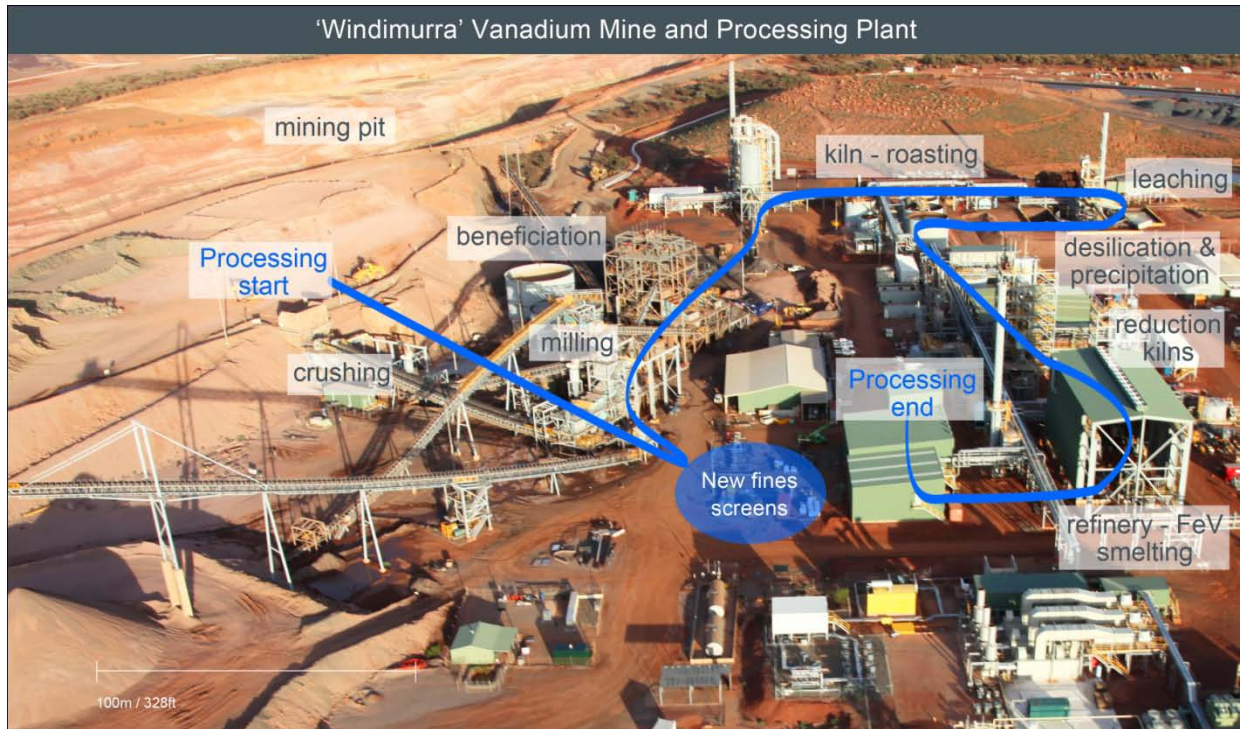 'Windimurra' Vanadium Mine and Processing Plant
mining pit
kiln - roasting
leaching
beneficiation
Processing
start
desilication &
precipitation
milling
reduction
kilns
crushing
Processing
end
New fines
screens
refinery - FeV
smelting
100m / 328ft